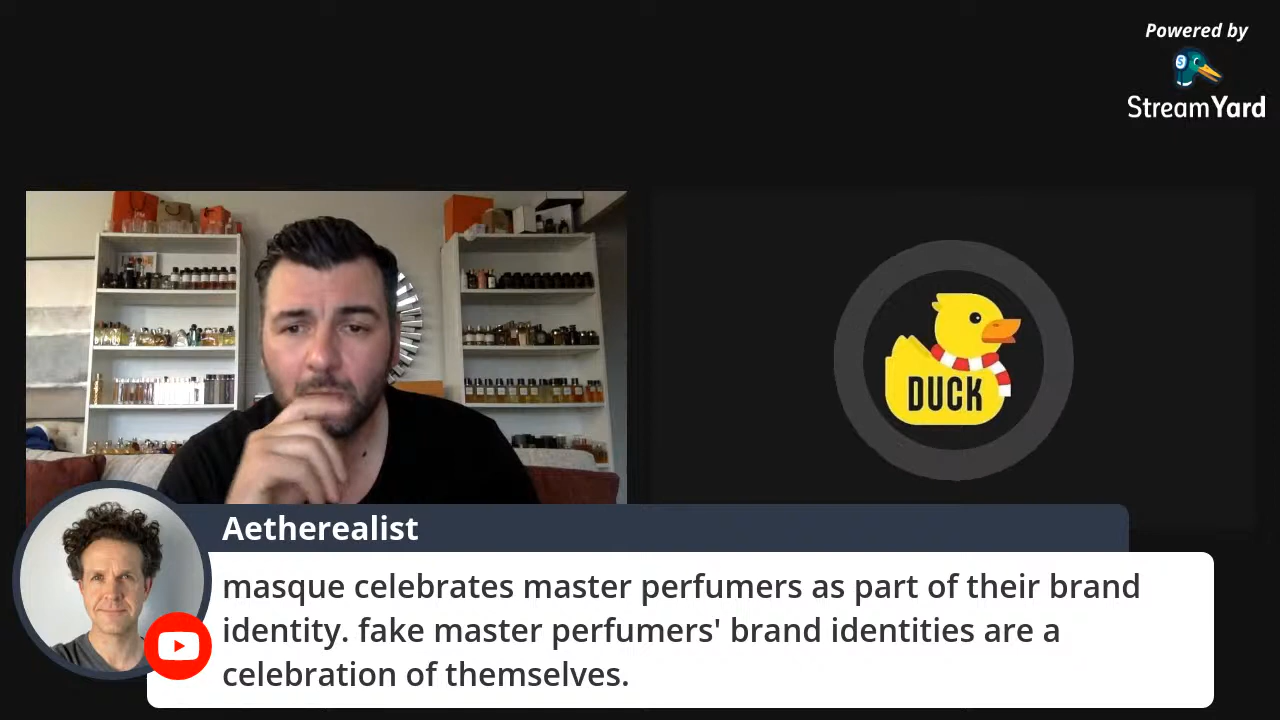 Powered by
StreamYard
DUCK
Aetherealist
masque celebrates master perfumers as part of their brand
identity. fake master perfumers' brand identities are a
celebration of themselves.